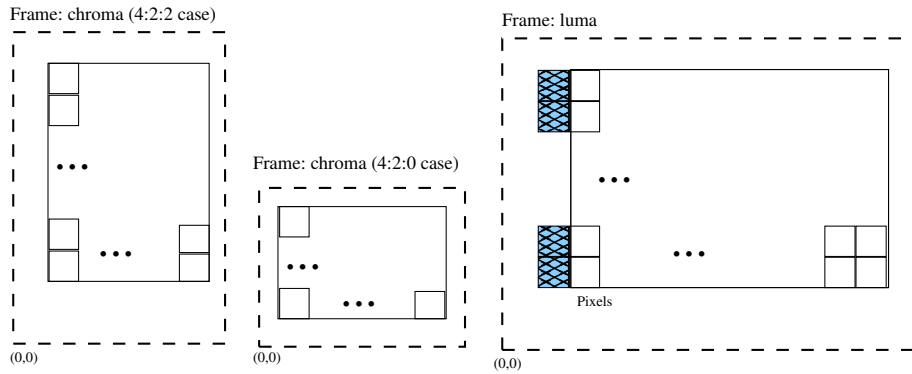 Frame: chroma (4:2:2 case)
Frame: luma
Frame: chroma (4:2:0 case)
Pixels
(0,0)
(0,0)
(0,0)